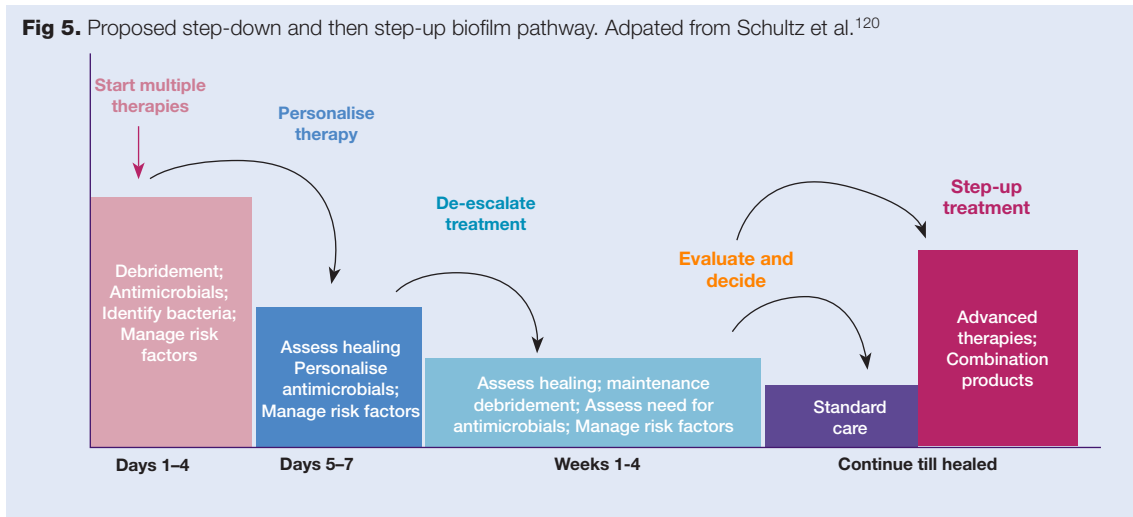 Fig 5. Proposed step-down and then step-up biofilm pathway. Adpated from Schultz et al.120
Start multiple
therapies
Personalise
therapy
De-escalate
treatment
Evaluate and
decide
Step-up
treatment
Debridement;
Antimicrobials;
Identify bacteria;
Manage risk
factors
Assess healing
Personalise
antimicrobials;
Manage risk factors
Assess healing; maintenance
debridement; Assess need for
antimicrobials; Manage risk factors
Standard
care
Advanced
therapies;
Combination
products
Days 1–4
Days 5–7
Weeks 1-4
Continue till healed